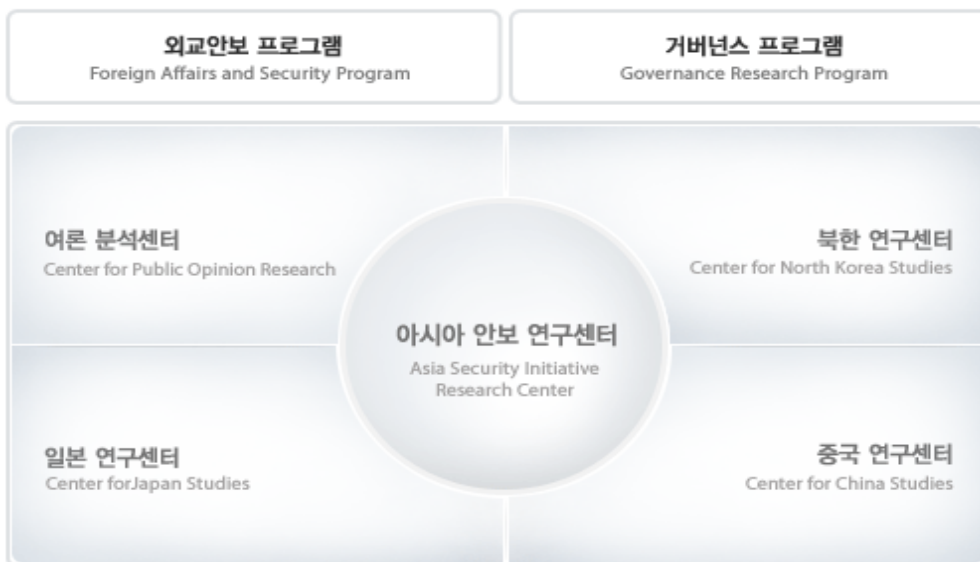 외교안보 프로그램
Foreign Affairs and Security Program
거버넌스 프로그램
Governance Research Program
여론 분석센터
Center for Public Opinion Research
북한 연구센터
Center for North Korea Studies
아시아 안보 연구센터
Asia Security Initiative
Research Center
일본 연구센터
Center forJapan Studies
중국 연구센터
Center for China Studies